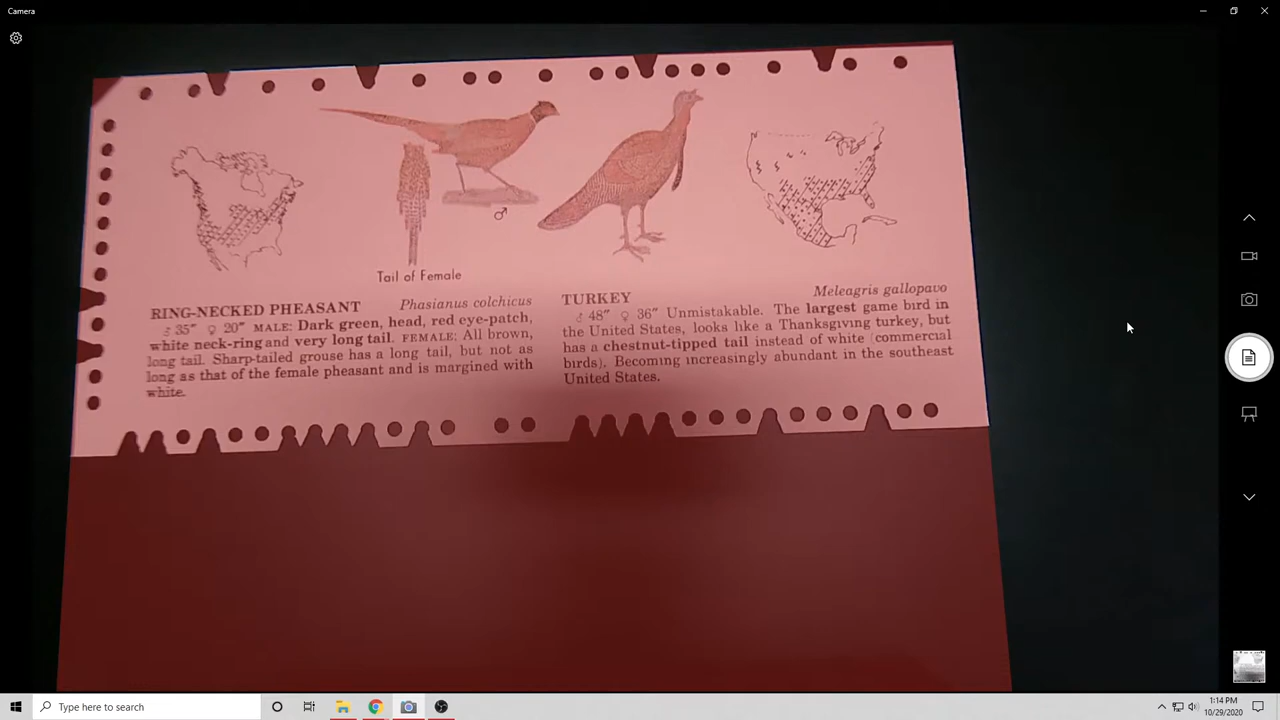 Camera
Tail of Female
RING-NECKED PHEASANT Phasianus colchicus
♂ 35″ ♀ 20″ MALE: Dark green, head, red eye-patch,
white neck-ring and very long tail. FEMALE: All brown,
long tail. Sharp-tailed grouse has a long tail, but not as
long as that of the female pheasant and is margined with
white.
♂
TURKEY Meleagris gallopavo
♂ 48″ ♀ 36″ Unmistakable. The largest game bird in
the United States, looks like a Thanksgiving turkey, but
has a chestnut-tipped tail instead of white (commercial
birds). Becoming increasingly abundant in the southeast
United States.
Type here to search
1:14 PM
10/29/2020